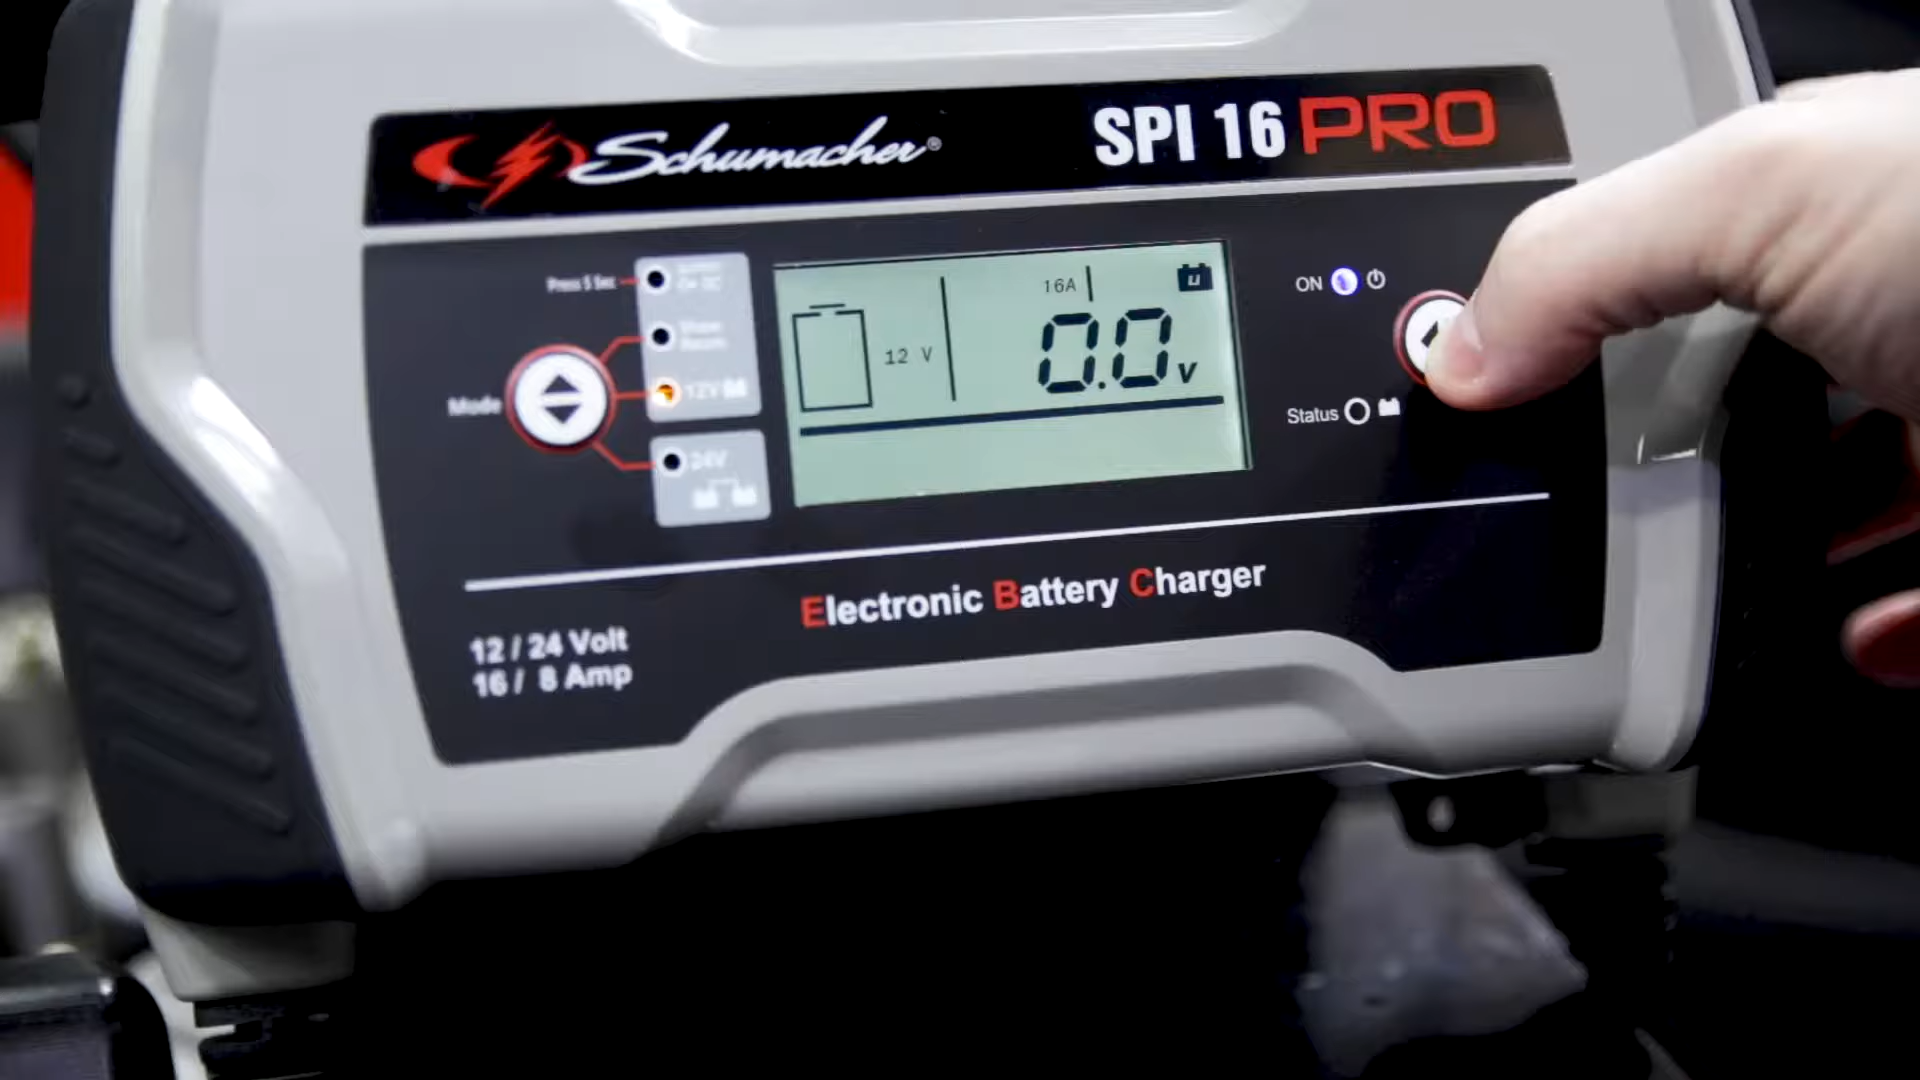 Schumacher®
SPI 16 PRO
Press 5 Sec
Mode
12V
24V
12 V
16A
0.0 v
ON
Status
Electronic Battery Charger
12 / 24 Volt
16 / 8 Amp